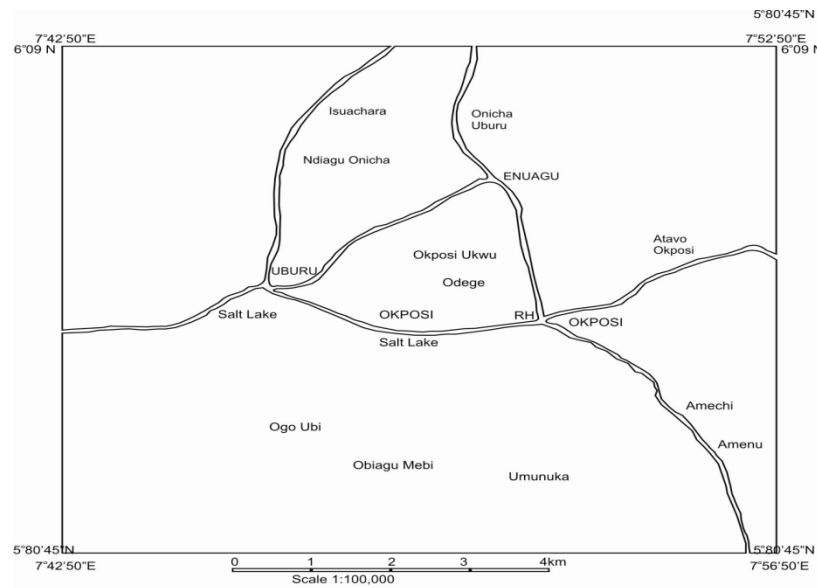 5°80'45"N
7°42'50"E
7°52'50"E
6°09 N
6°09 N
Isuachara
Onicha
Uburu
Ndiagu Onicha
ENUAGU
Atavo
Okposi
Okposi Ukwu
UBURU
Odege
Salt Lake
OKPOSI
RH
OKPOSI
Salt Lake
Amechi
Ogo Ubi
Amenu
Obiagu Mebi
Umunuka
5°80'45"N
5°80'45"N
7°42'50"E
7°56'50"E
0 1 2 3 4km
Scale 1:100,000